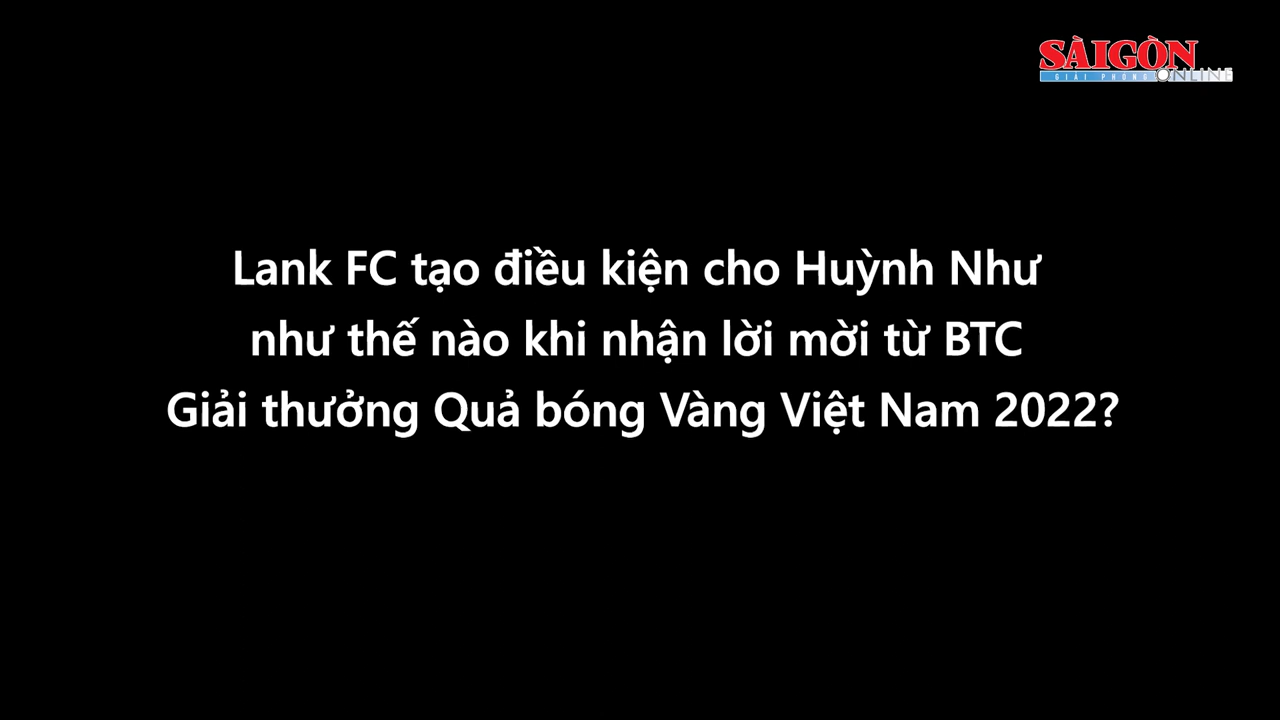 SÀIGÒN
GIẢI PHÓNG ONLINE
Lank FC tạo điều kiện cho Huỳnh Như
như thế nào khi nhận lời mời từ BTC
Giải thưởng Quả bóng Vàng Việt Nam 2022?